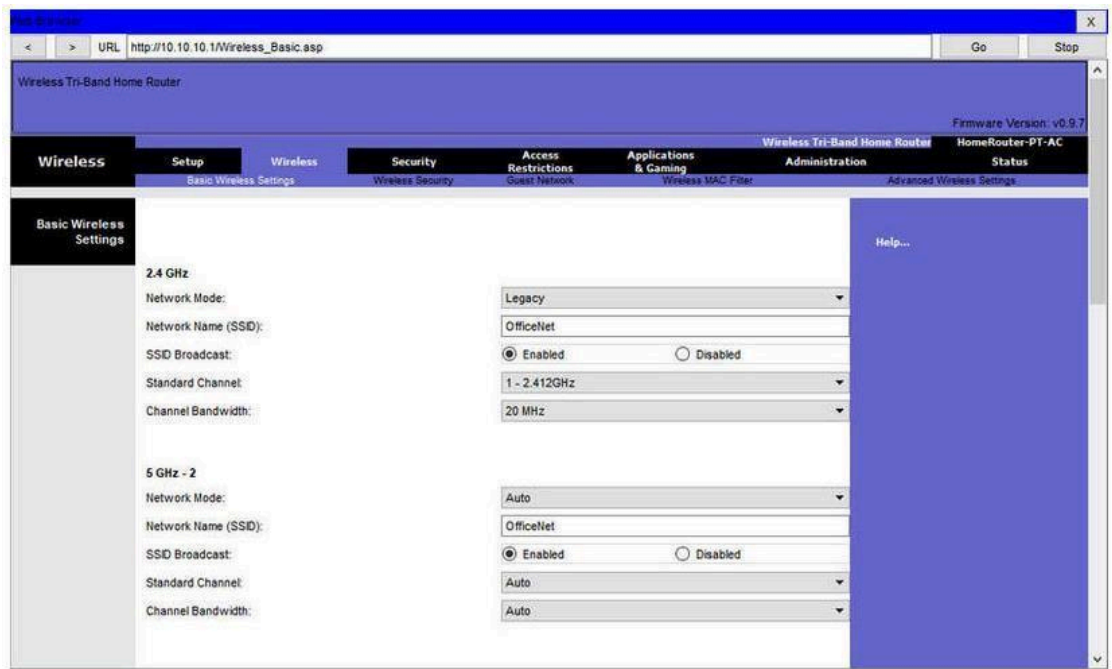 Web Browser
X
< > URL http://10.10.10.1/Wireless_Basic.asp Go Stop
Wireless Tri-Band Home Router
Firmware Version: v0.9.7
Wireless Tri-Band Home Router HomeRouter-PT-AC
Wireless Setup Wireless Security Access Restrictions Applications & Gaming Administration Status
Basic Wireless Settings Wireless Security Guest Network Wireless MAC Filter Advanced Wireless Settings
Basic Wireless
Settings
Help...
2.4 GHz
Network Mode: Legacy
Network Name (SSID): OfficeNet
SSID Broadcast: Enabled Disabled
Standard Channel: 1 - 2.412GHz
Channel Bandwidth: 20 MHz
5 GHz - 2
Network Mode: Auto
Network Name (SSID): OfficeNet
SSID Broadcast: Enabled Disabled
Standard Channel: Auto
Channel Bandwidth: Auto